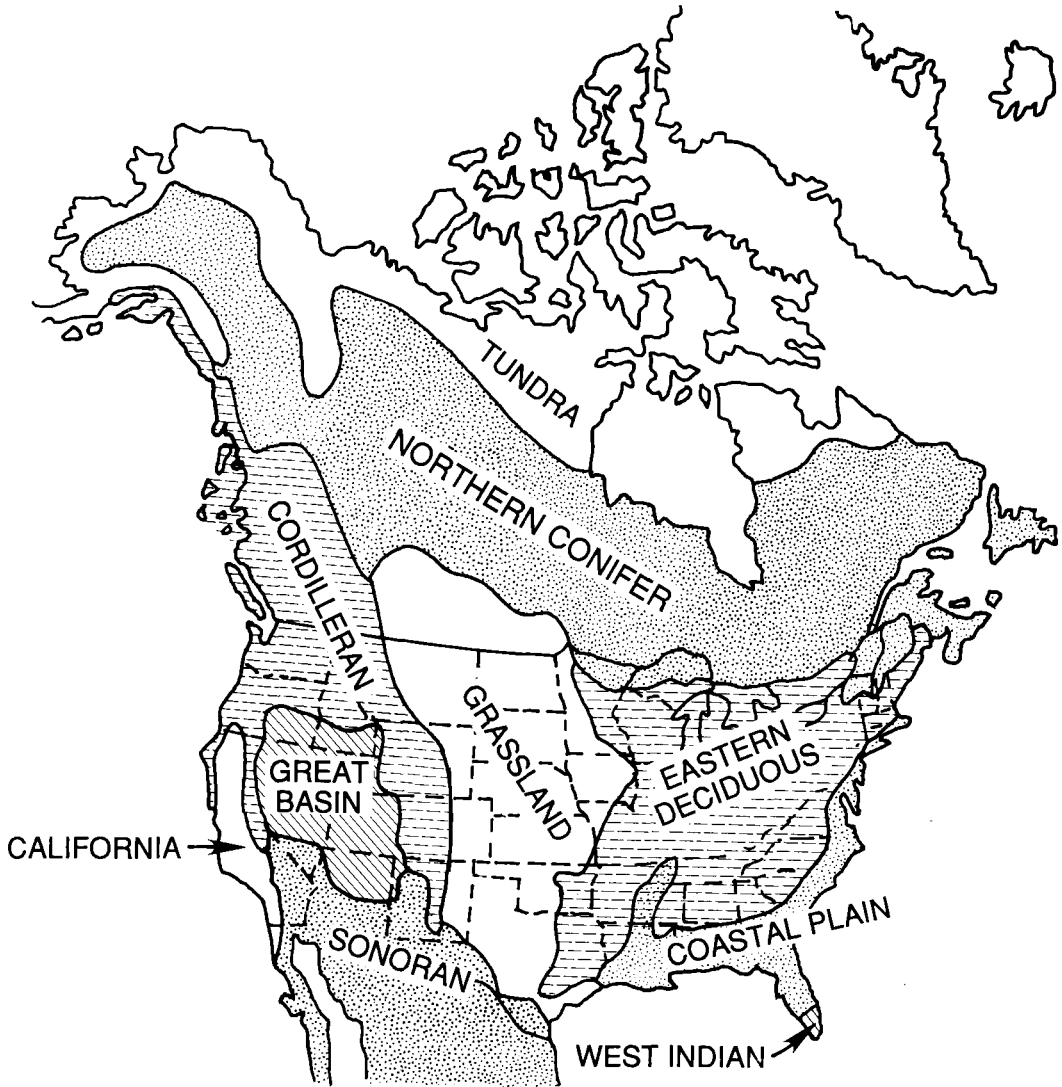 TUNDRA
NORTHERN CONIFER
CORDILLERAN
GRASSLAND
EASTERN
DECIDUOUS
GREAT
BASIN
CALIFORNIA
SONORAN
COASTAL PLAIN
WEST INDIAN